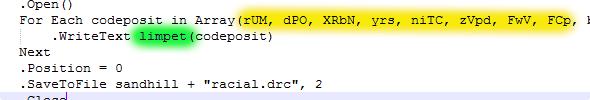 .Open()
For Each codeposit in Array(rUM, dPO, XRbN, yrs, niTC, zVpd, FwV, FCp,
.WriteText limpet(codeposit)
Next
.Position = 0
.SaveToFile sandhill + "racial.drc", 2
.Close